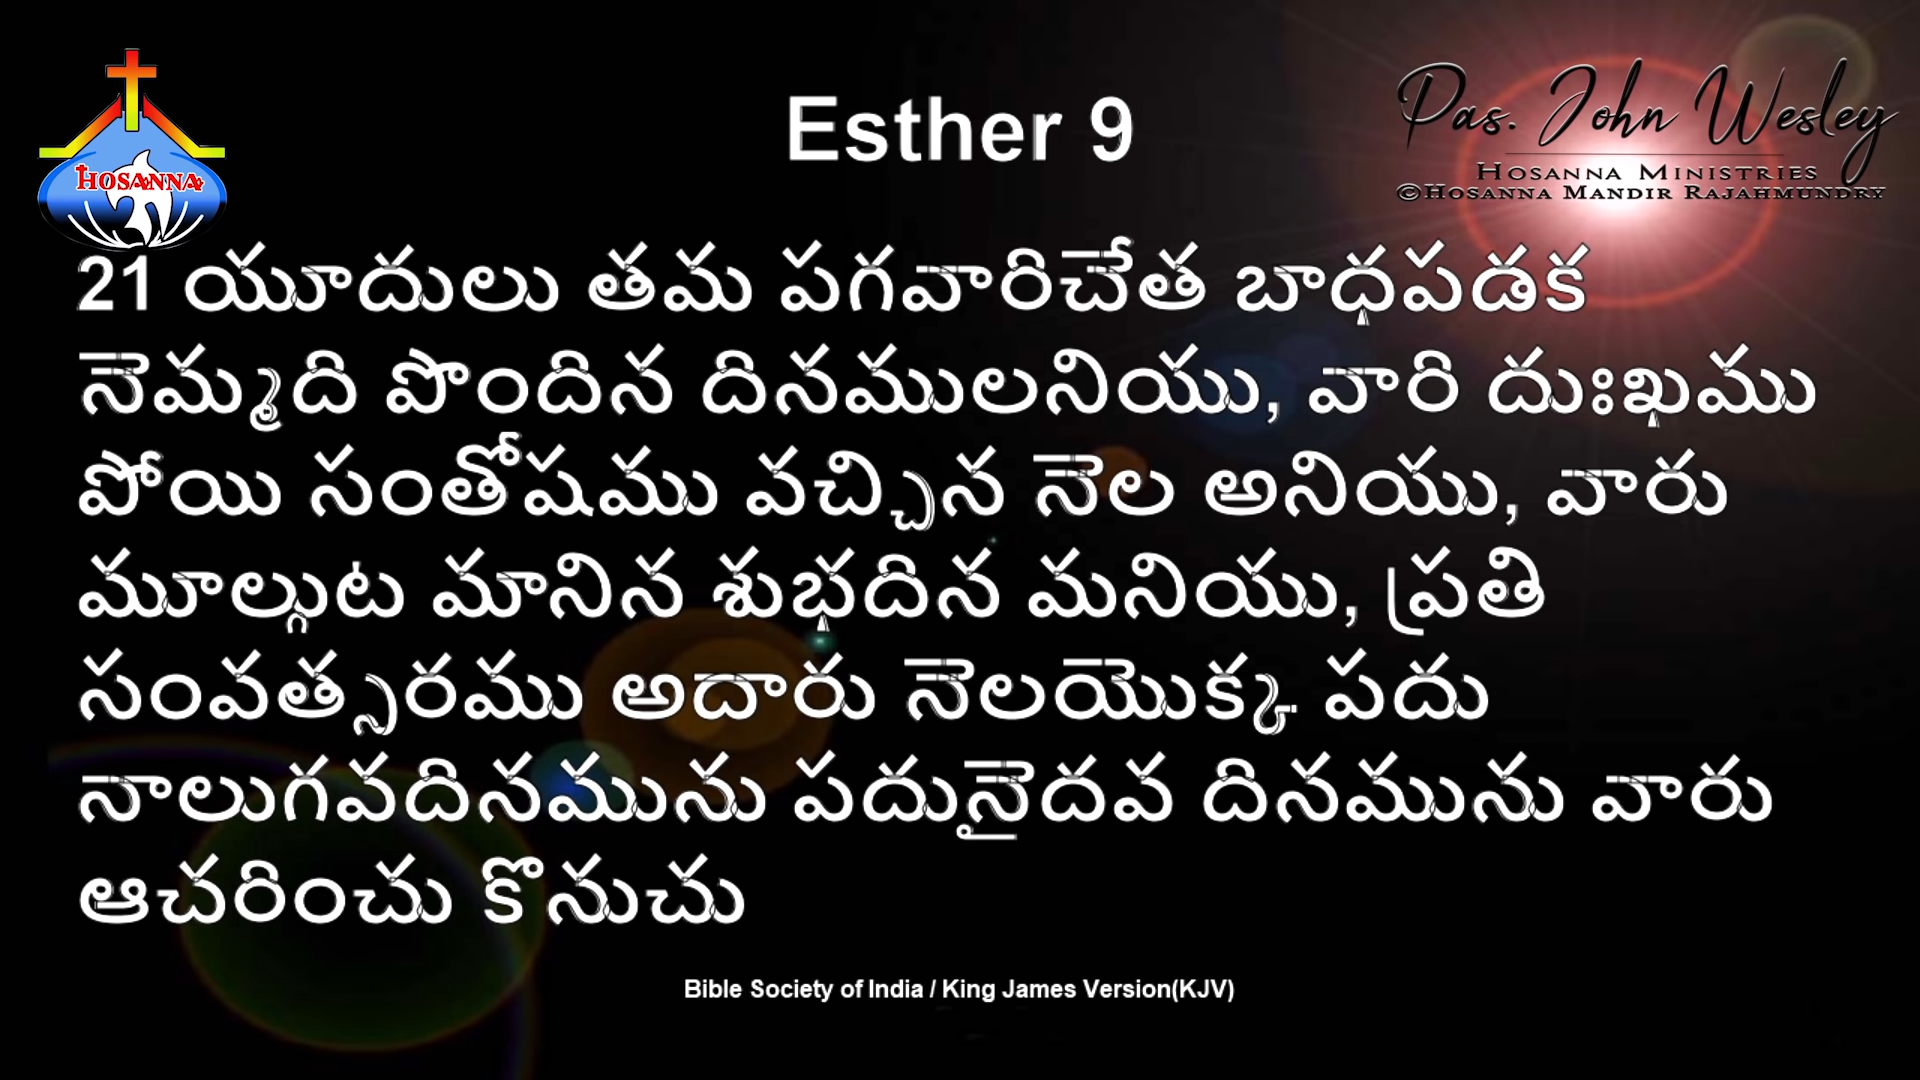 HOSANNA
Esther 9
Pas. John Wesley
HOSANNA MINISTRIES
©HOSANNA MANDIR RAJAHMUNDRY
21 యూదులు తమ పగవారిచేత బాధపడక
నెమ్మది పొందిన దినములనియు, వారి దుఃఖము
పోయి సంతోషము వచ్చిన నెల అనియు, వారు
మూల్గుట మానిన శుభదిన మనియు, ప్రతి
సంవత్సరము అదారు నెలయొక్క పదు
నాలుగవదినమును పదునైదవ దినమును వారు
ఆచరించు కొనుచు
Bible Society of India / King James Version(KJV)